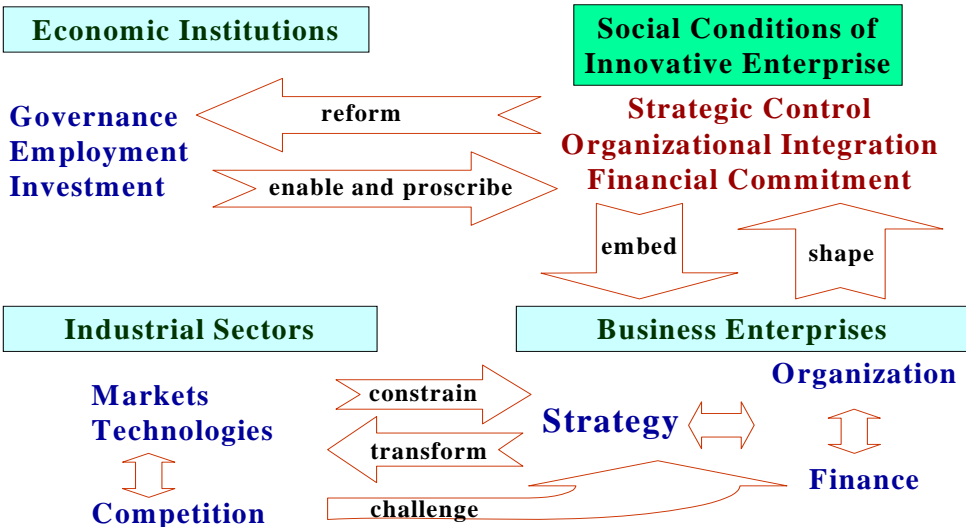 Economic Institutions
Social Conditions of
Innovative Enterprise
Governance
Employment
Investment
reform
enable and proscribe
Strategic Control
Organizational Integration
Financial Commitment
embed
shape
Industrial Sectors
Business Enterprises
Markets
Technologies
Competition
constrain
transform
challenge
Strategy
Organization
Finance